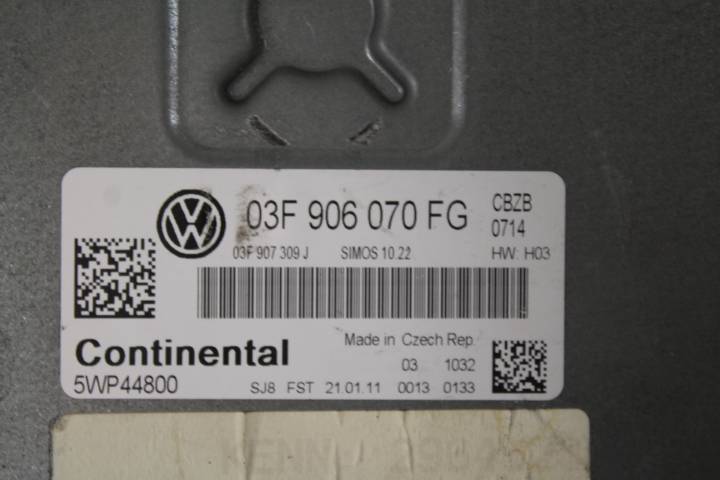 03F 906 070 FG CBZB
0714
03F 907 309 J SIMOS 10.22 HW: H03
Continental Made in Czech Rep.
03 1032
5WP44800 SJ8 FST 21.01.11 0013 0133